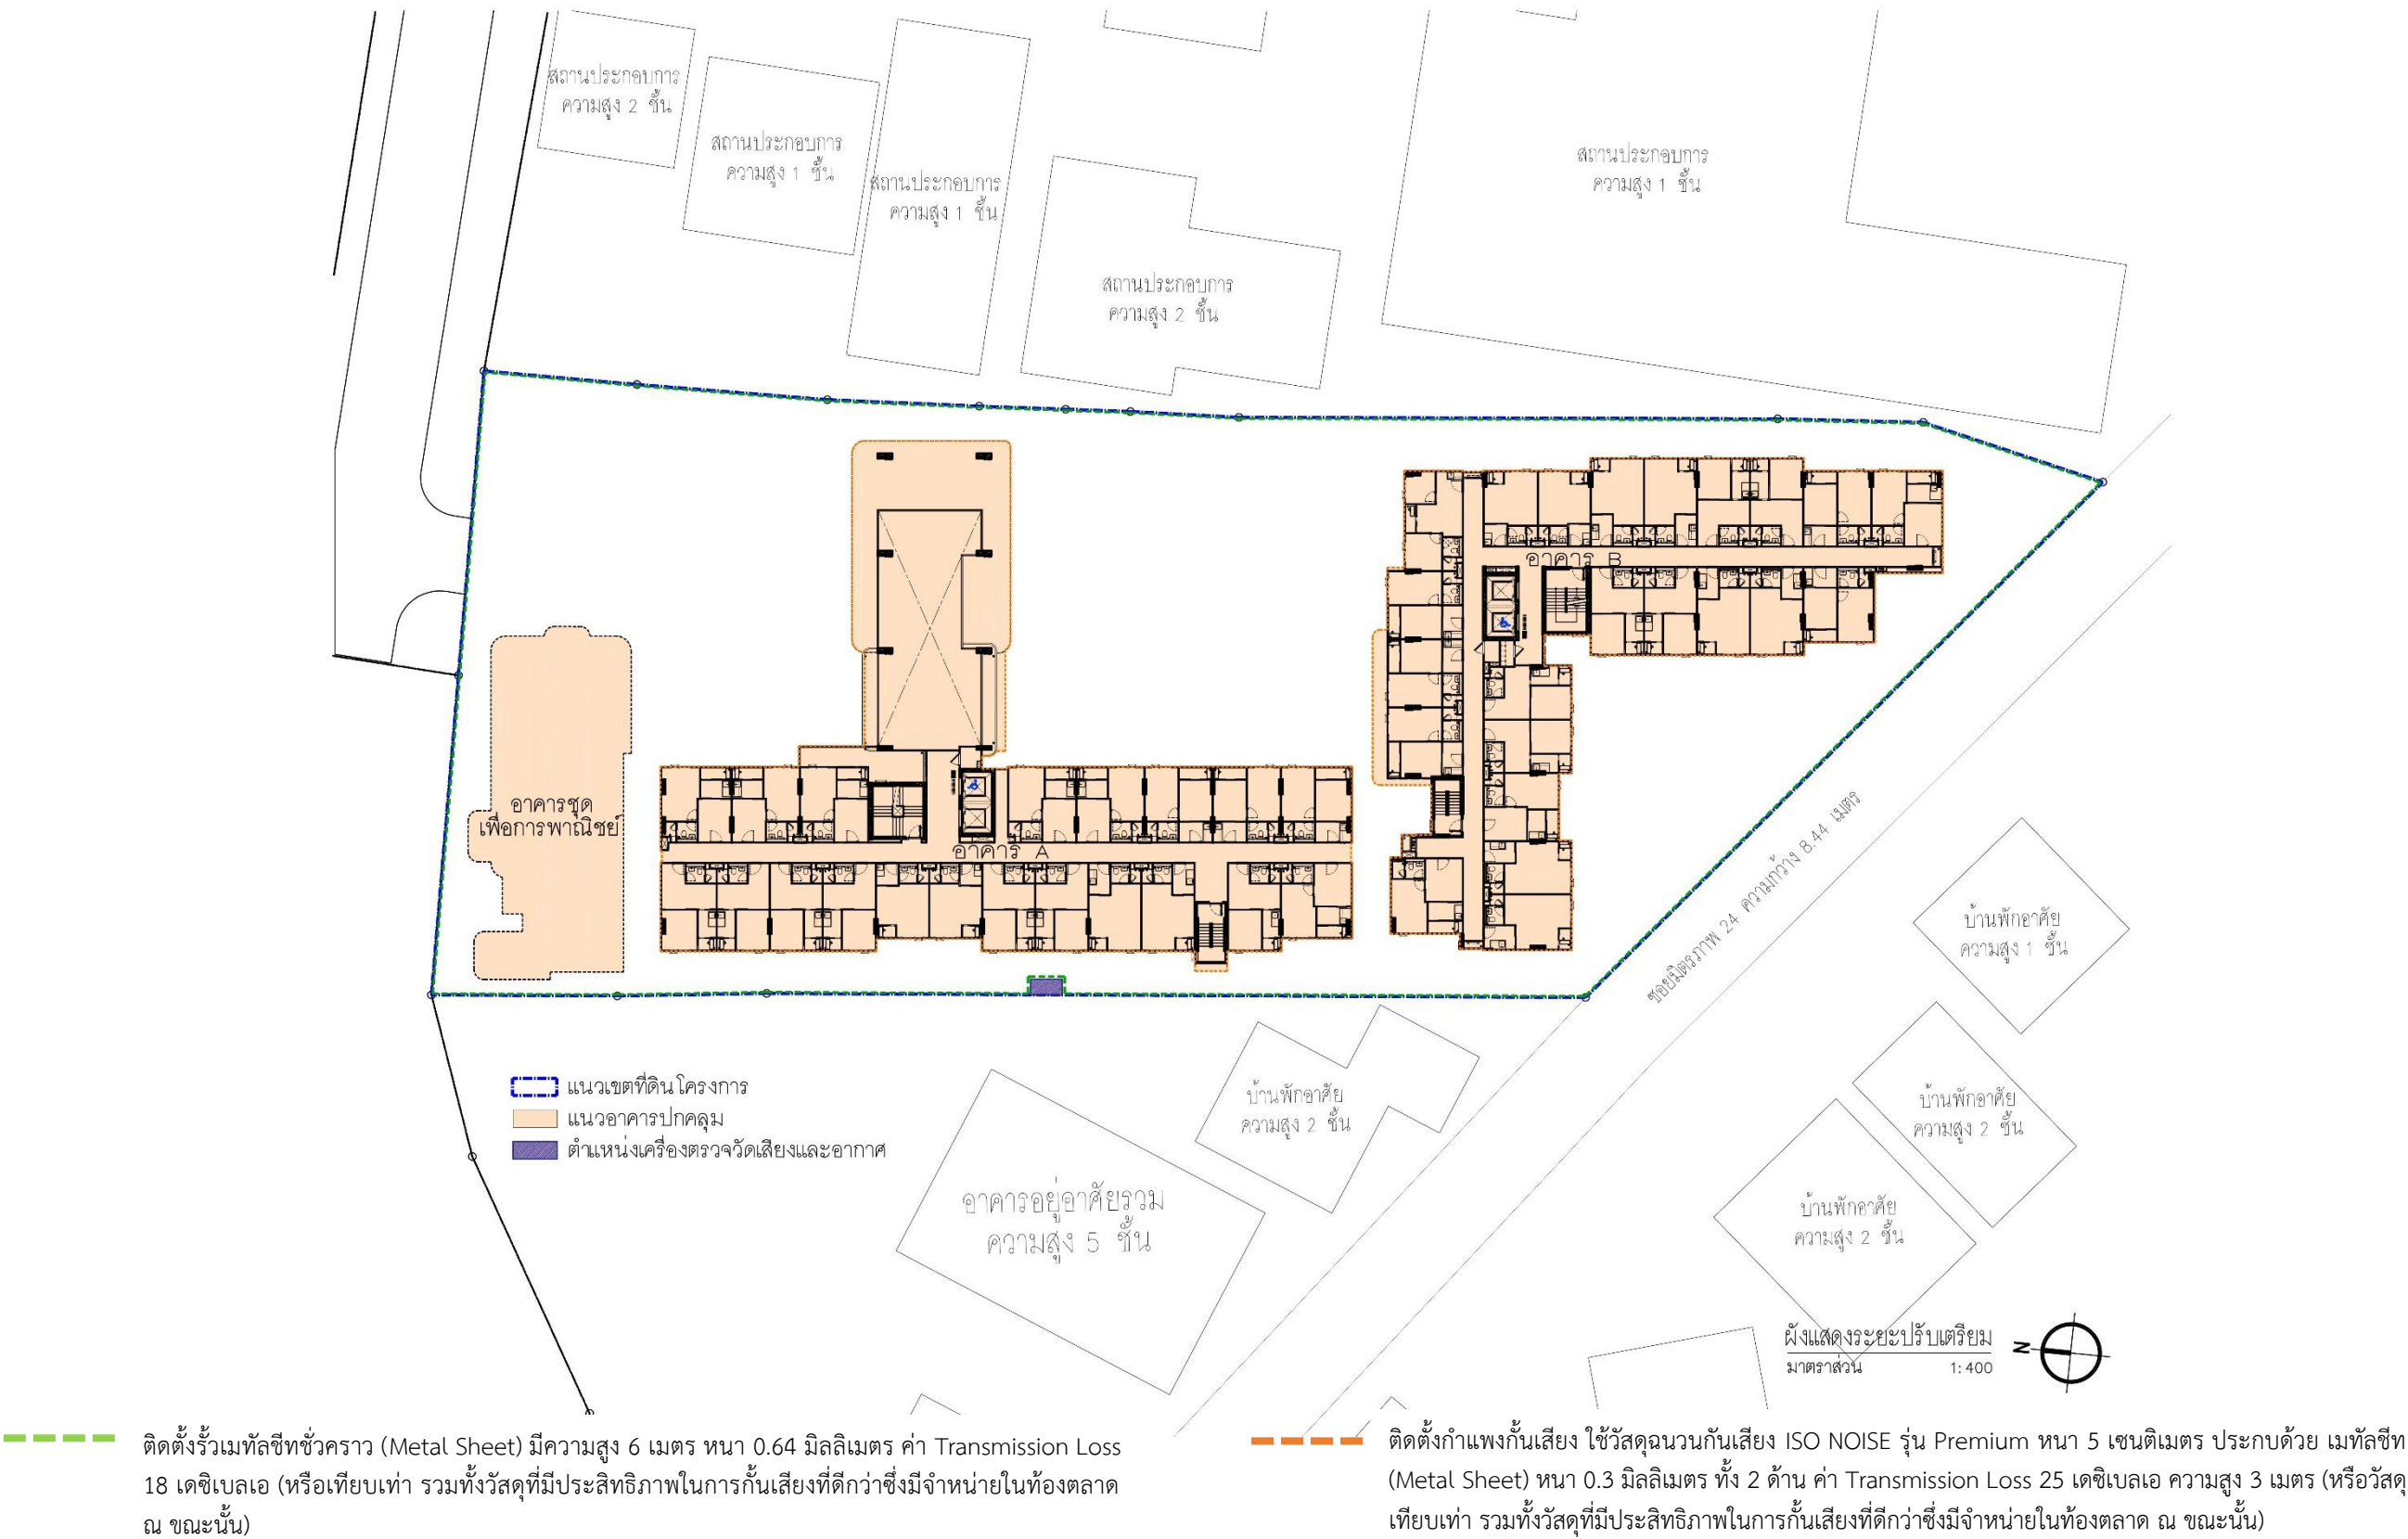 สถานประกอบการ
ความสูง 2 ชั้น
สถานประกอบการ
ความสูง 1 ชั้น
สถานประกอบการ
ความสูง 1 ชั้น
สถานประกอบการ
ความสูง 2 ชั้น
สถานประกอบการ
ความสูง 1 ชั้น
อาคาร B
อาคารชุด
เพื่อการพาณิชย์
อาคาร A
ซอยมิตรภาพ 24 ความกว้าง 8.44 เมตร
บ้านพักอาศัย
ความสูง 1 ชั้น
บ้านพักอาศัย
ความสูง 2 ชั้น
บ้านพักอาศัย
ความสูง 2 ชั้น
บ้านพักอาศัย
ความสูง 2 ชั้น
อาคารอยู่อาศัยรวม
ความสูง 5 ชั้น
แนวเขตที่ดินโครงการ
แนวอาคารปกคลุม
ตำแหน่งเครื่องตรวจวัดเสียงและอากาศ
ผังแสดงระยะปรับเตรียม
มาตราส่วน 1:400
N
ติดตั้งรั้วเมทัลชีทชั่วคราว (Metal Sheet) มีความสูง 6 เมตร หนา 0.64 มิลลิเมตร ค่า Transmission Loss
18 เดซิเบลเอ (หรือเทียบเท่า รวมทั้งวัสดุที่มีประสิทธิภาพในการกั้นเสียงที่ดีกว่าซึ่งมีจำหน่ายในท้องตลาด
ณ ขณะนั้น)
ติดตั้งกำแพงกั้นเสียง ใช้วัสดุฉนวนกันเสียง ISO NOISE รุ่น Premium หนา 5 เซนติเมตร ประกบด้วย เมทัลชีท
(Metal Sheet) หนา 0.3 มิลลิเมตร ทั้ง 2 ด้าน ค่า Transmission Loss 25 เดซิเบลเอ ความสูง 3 เมตร (หรือวัสดุ
เทียบเท่า รวมทั้งวัสดุที่มีประสิทธิภาพในการกั้นเสียงที่ดีกว่าซึ่งมีจำหน่ายในท้องตลาด ณ ขณะนั้น)